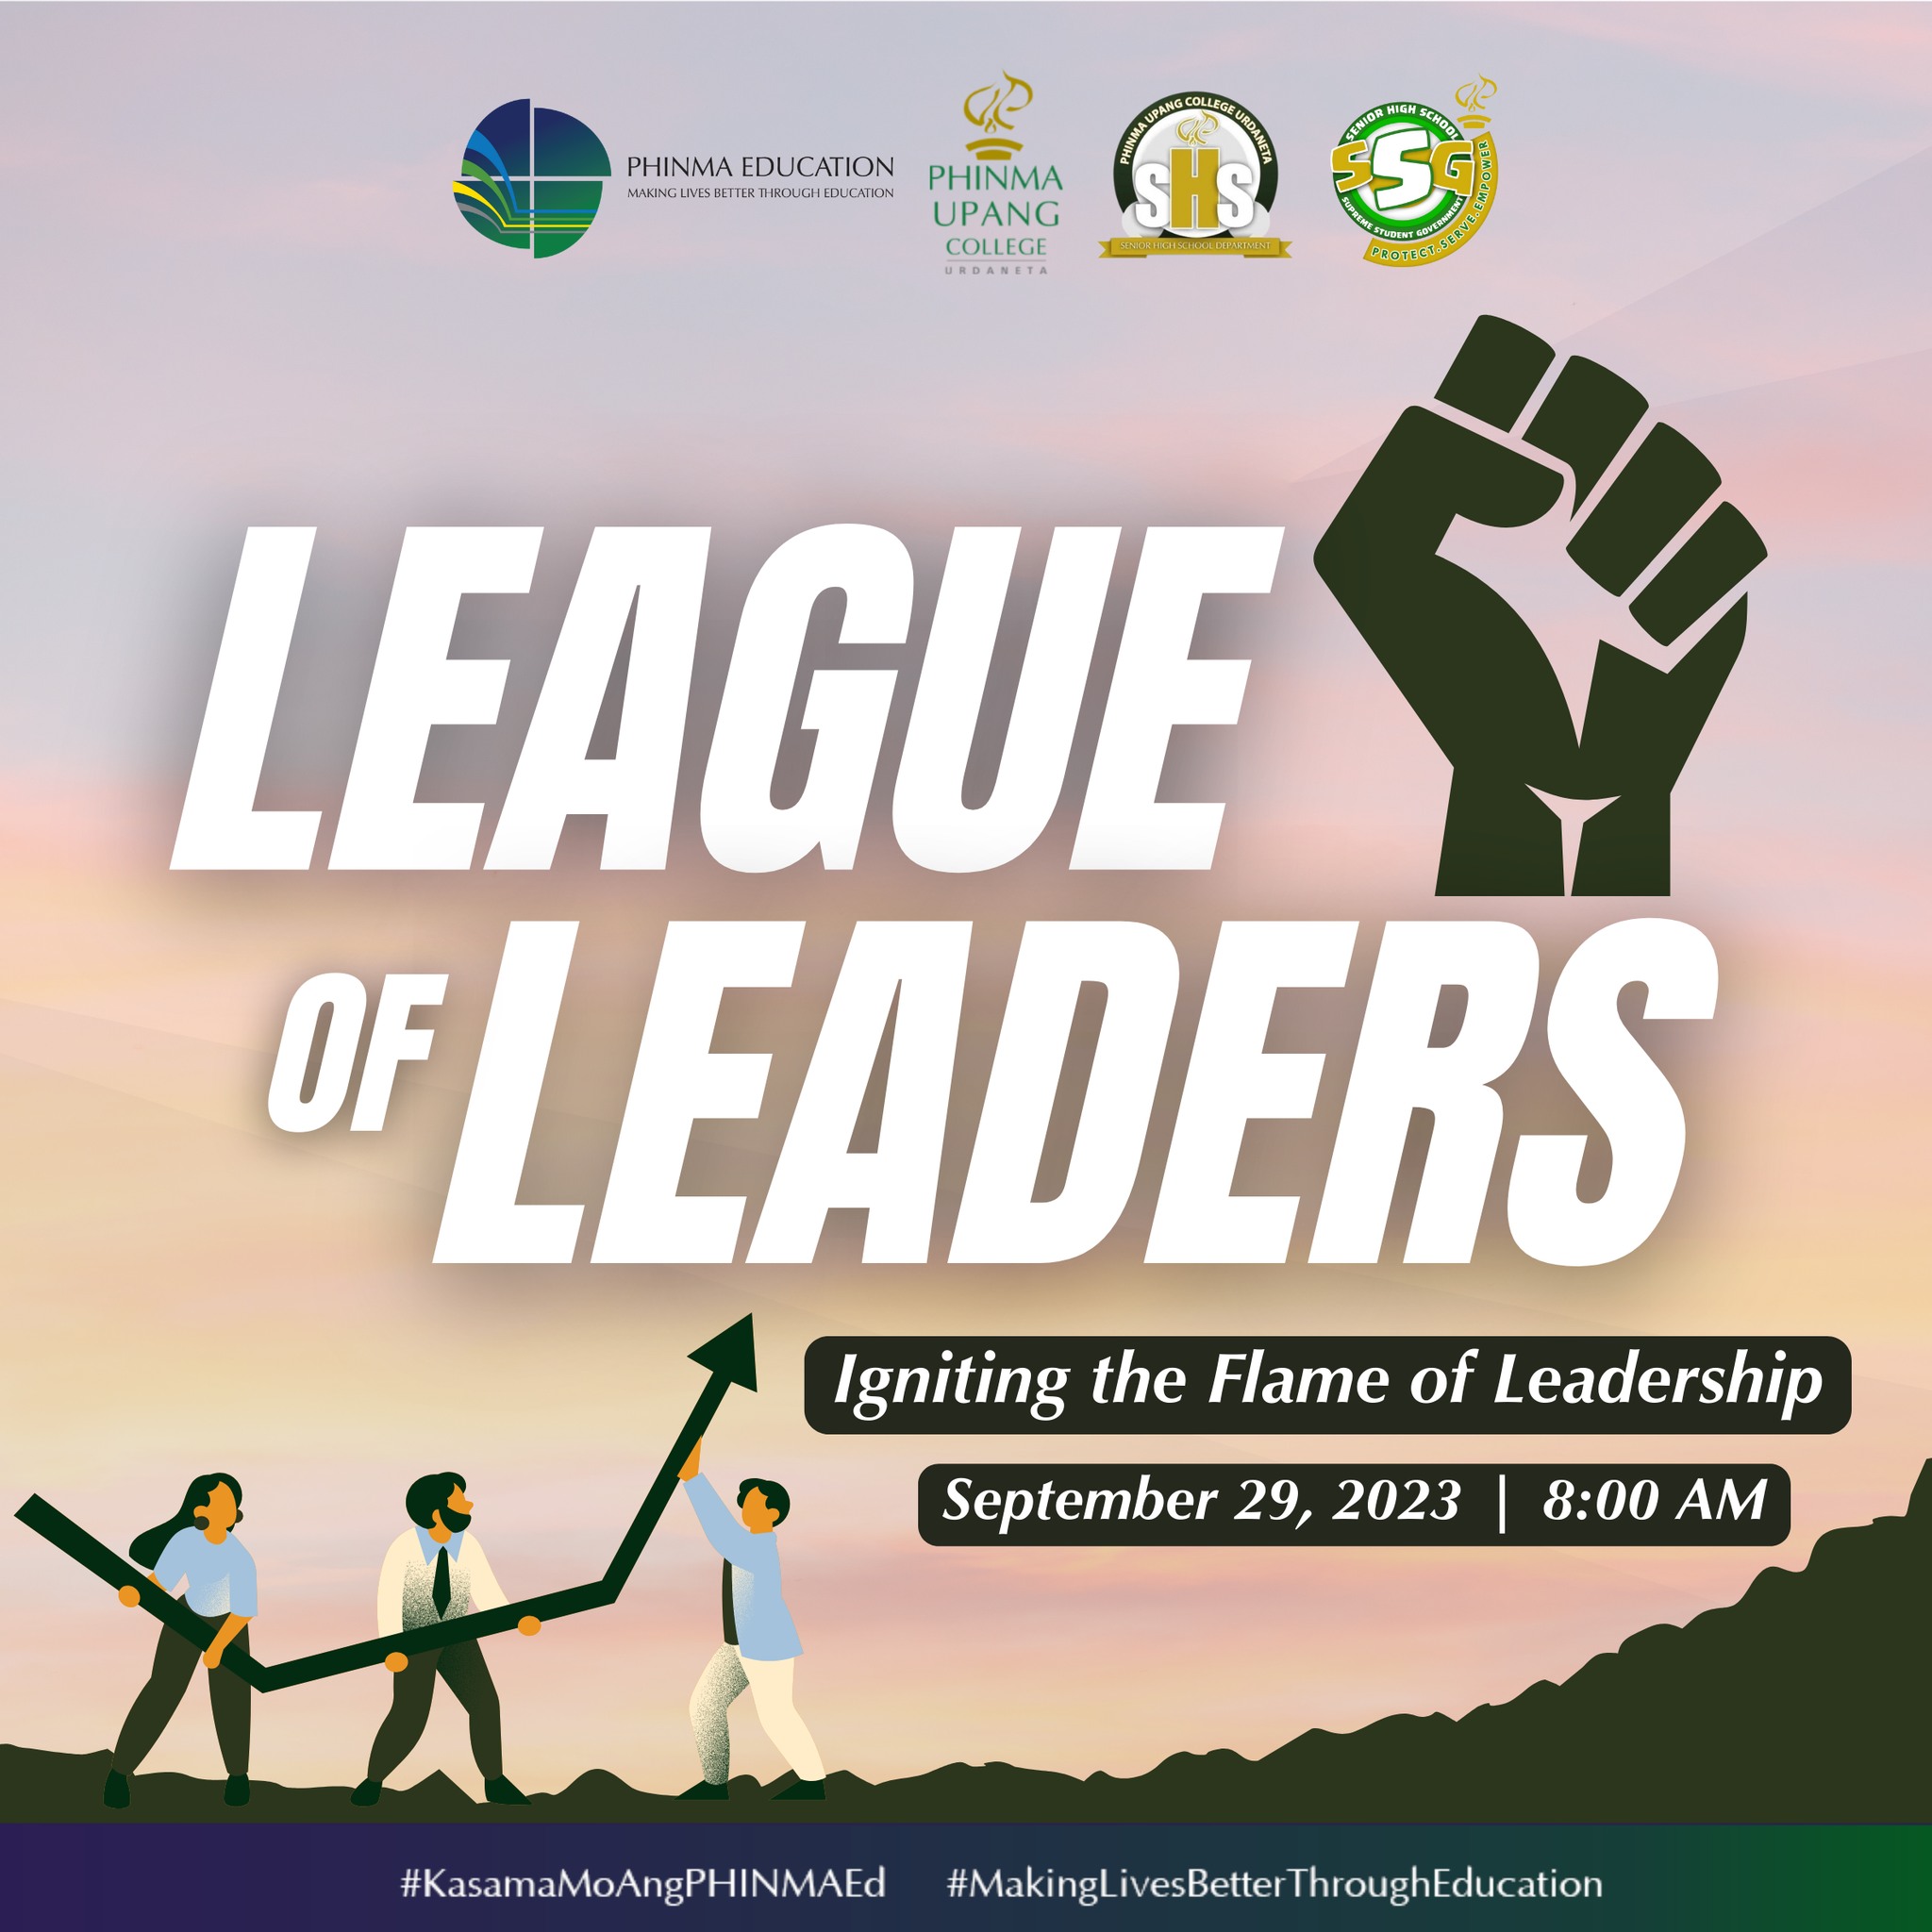 PHINMA EDUCATION
MAKING LIVES BETTER THROUGH EDUCATION
PHINMA
UPANG
COLLEGE
URDANETA
PHINMA UPANG COLLEGE URDANETA
SHS
SENIOR HIGH SCHOOL DEPARTMENT
SENIOR HIGH SCHOOL
SSG
SUPREME STUDENT GOVERNMENT
PROTECT.SERVE.EMPOWER
LEAGUE
OF LEADERS
Igniting the Flame of Leadership
September 29, 2023 | 8:00 AM
#KasamaMoAngPHINMAEd #MakingLivesBetterThroughEducation